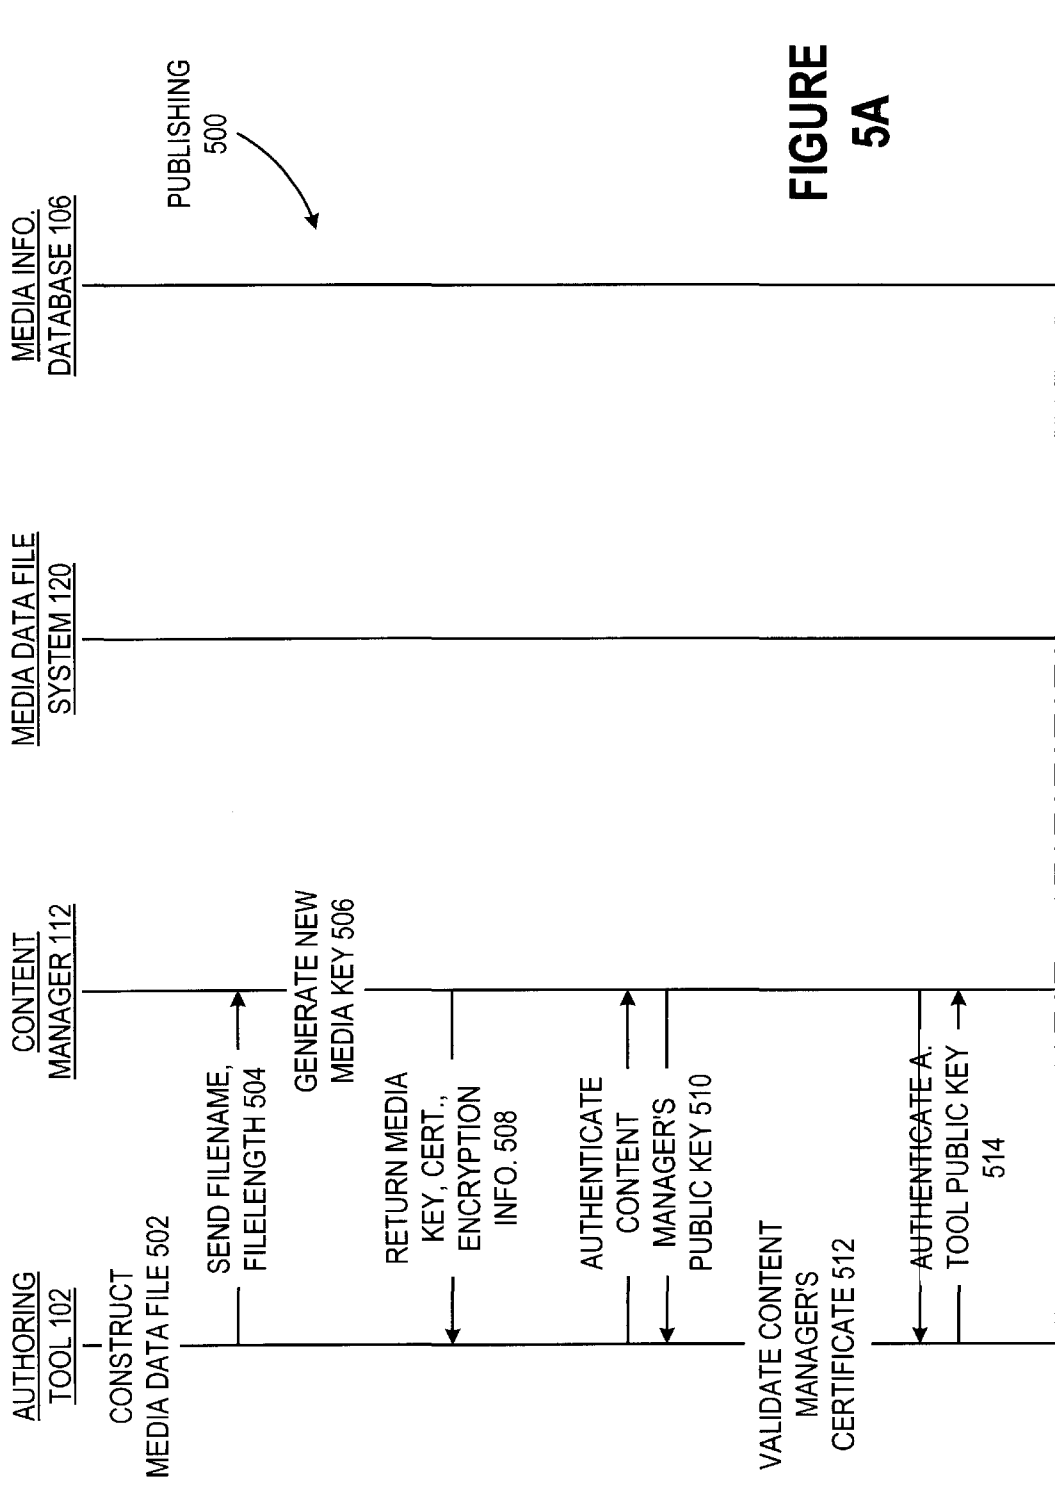 AUTHORING
TOOL 102
CONTENT
MANAGER 112
MEDIA DATA FILE
SYSTEM 120
MEDIA INFO.
DATABASE 106
CONSTRUCT
MEDIA DATA FILE 502
PUBLISHING
500
SEND FILENAME,
FILELENGTH 504
GENERATE NEW
MEDIA KEY 506
RETURN MEDIA
KEY, CERT.,
ENCRYPTION
INFO. 508
AUTHENTICATE
CONTENT
MANAGER'S
PUBLIC KEY 510
VALIDATE CONTENT
MANAGER'S
CERTIFICATE 512
AUTHENTICATE A.
TOOL PUBLIC KEY
514
FIGURE
5A